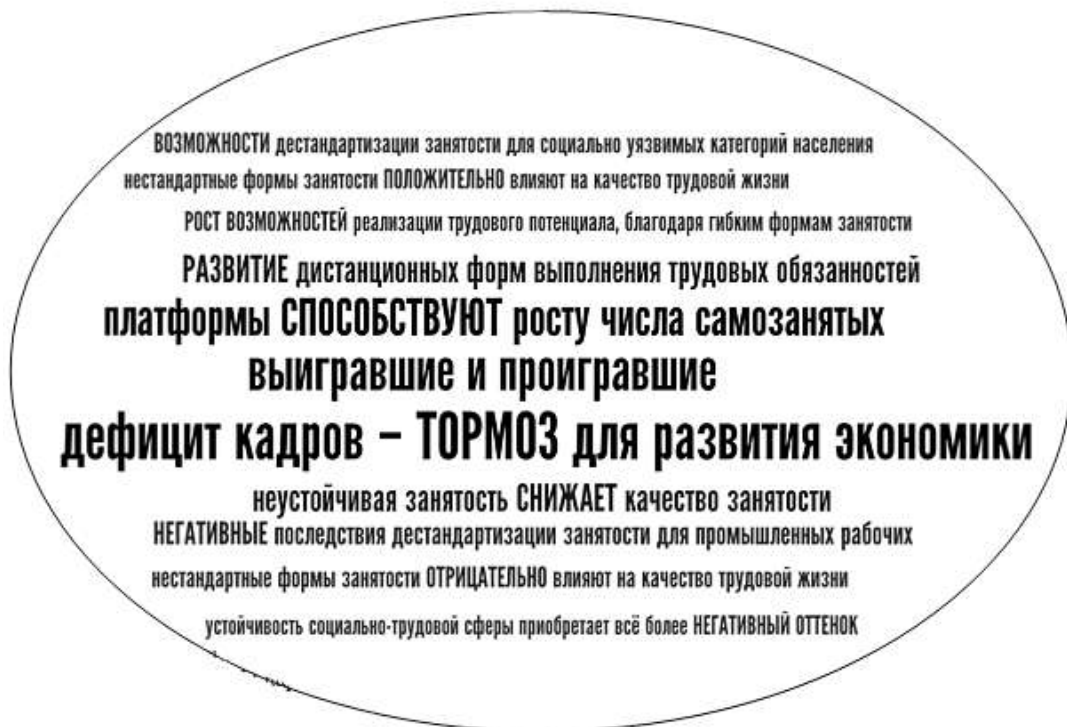 ВОЗМОЖНОСТИ дестандартизации занятости для социально уязвимых категорий населения
нестандартные формы занятости ПОЛОЖИТЕЛЬНО влияют на качество трудовой жизни
РОСТ ВОЗМОЖНОСТЕЙ реализации трудового потенциала, благодаря гибким формам занятости
РАЗВИТИЕ дистанционных форм выполнения трудовых обязанностей
платформы СПОСОБСТВУЮТ росту числа самозанятых
выигравшие и проигравшие
дефицит кадров – ТОРМОЗ для развития экономики
неустойчивая занятость СНИЖАЕТ качество занятости
НЕГАТИВНЫЕ последствия дестандартизации занятости для промышленных рабочих
нестандартные формы занятости ОТРИЦАТЕЛЬНО влияют на качество трудовой жизни
устойчивость социально-трудовой сферы приобретает всё более НЕГАТИВНЫЙ ОТТЕНОК